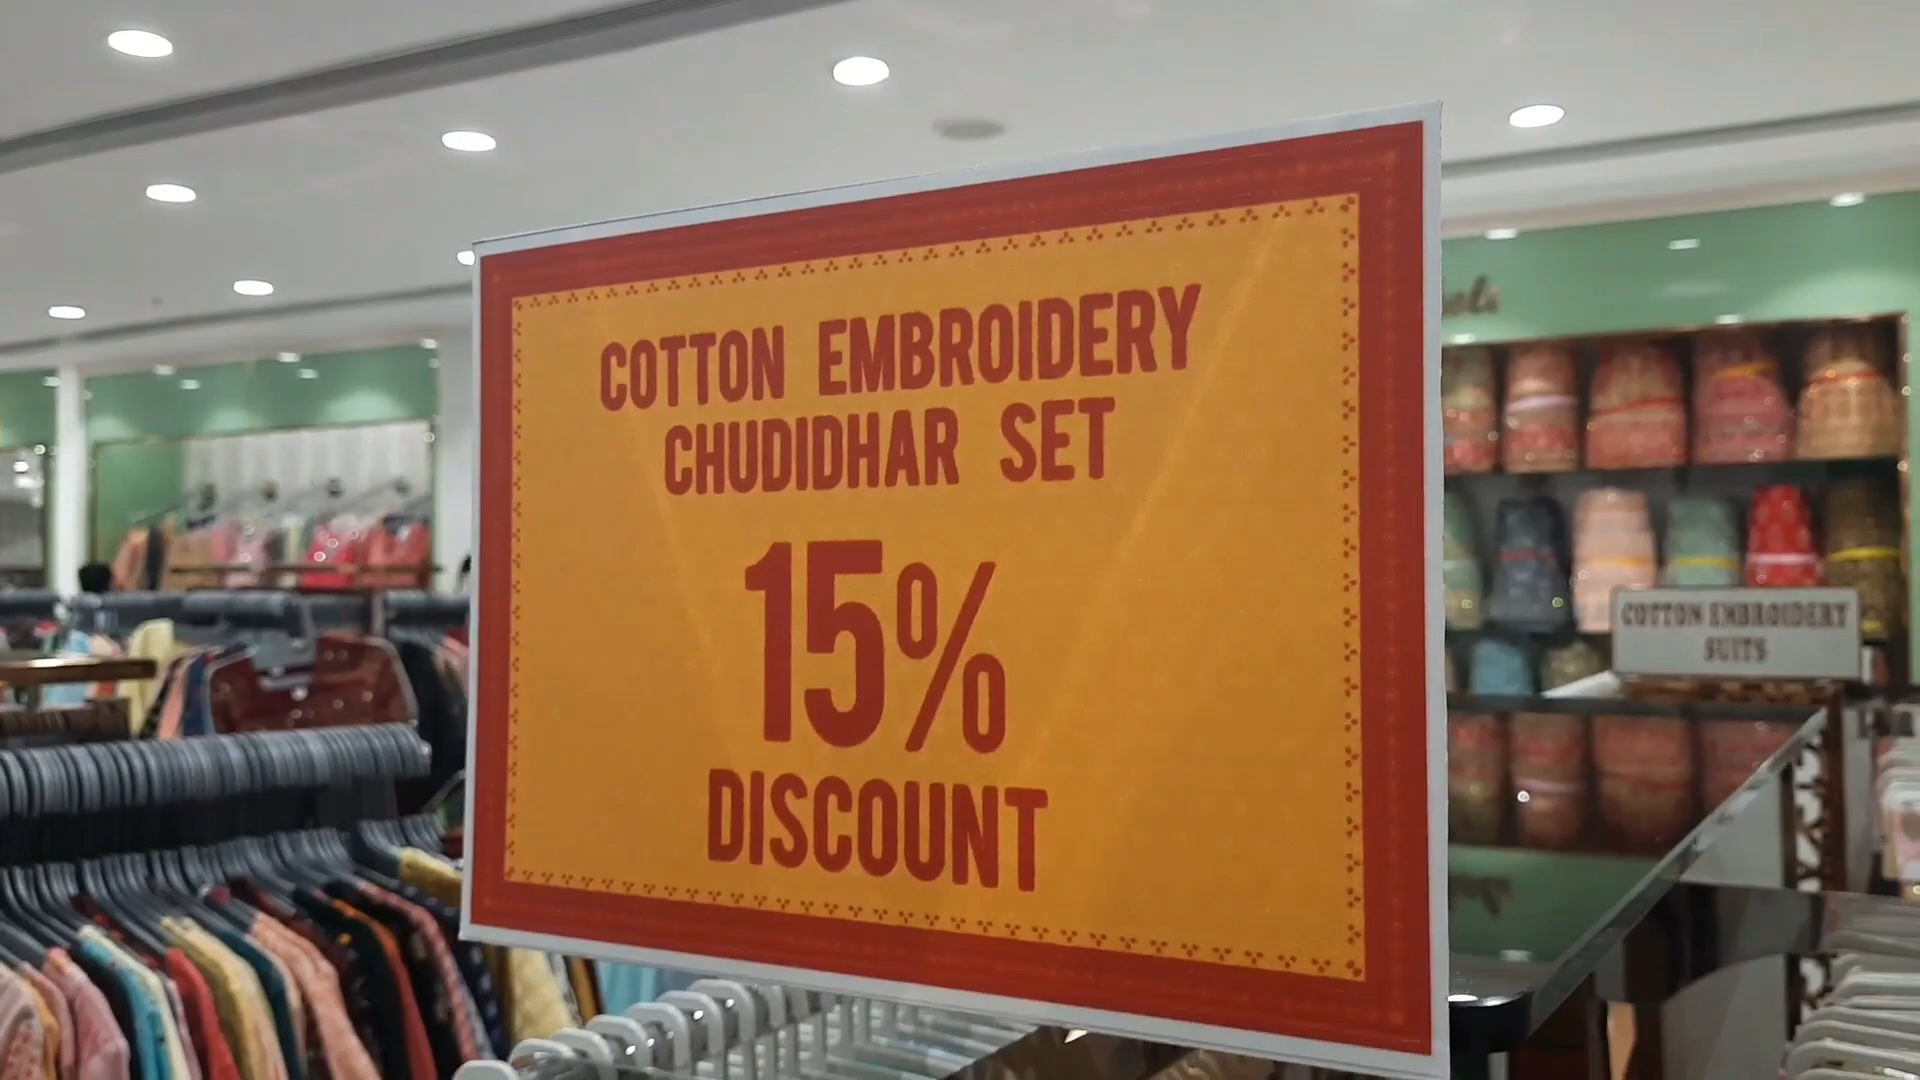 COTTON EMBROIDERY
CHUDIDHAR SET
15%
DISCOUNT
COTTON EMBROIDERY
SUITS